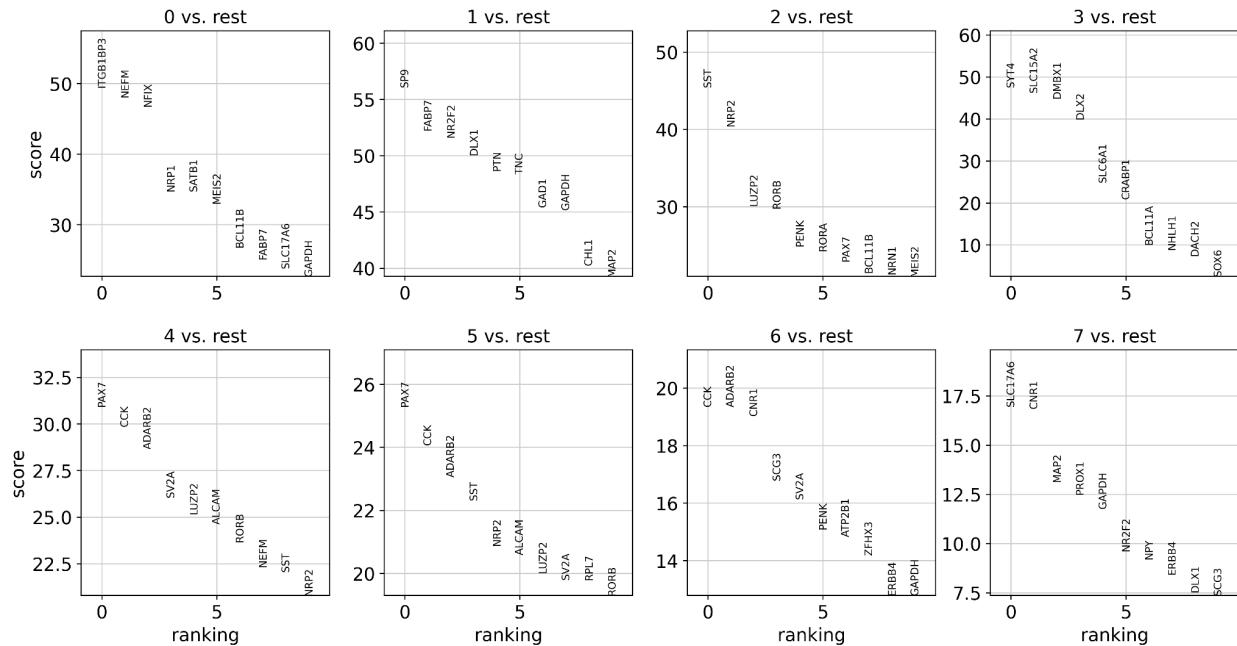 0 vs. rest
1 vs. rest
2 vs. rest
3 vs. rest
score
50
40
30
ITGB1BP3
NEFM
NFIX
NRP1
SATB1
MEIS2
BCL11B
FABP7
SLC17A6
GAPDH
0
5
60
55
50
45
40
SP9
FABP7
NR2F2
DLX1
PTN
TNC
GAD1
GAPDH
CHL1
MAP2
0
5
50
40
30
SST
NRP2
LUZP2
RORB
PENK
RORA
PAX7
BCL11B
NRN1
MEIS2
0
5
60
50
40
30
20
10
SYT4
SLC15A2
DMBX1
DLX2
SLC6A1
CRABP1
BCL11A
NHLH1
DACH2
SOX6
0
5
4 vs. rest
5 vs. rest
6 vs. rest
7 vs. rest
score
32.5
30.0
27.5
25.0
22.5
PAX7
CCK
ADARB2
SV2A
LUZP2
ALCAM
RORB
NEFM
SST
NRP2
0
5
ranking
26
24
22
20
PAX7
CCK
ADARB2
SST
NRP2
ALCAM
LUZP2
SV2A
RPL7
RORB
0
5
ranking
20
18
16
14
CCK
ADARB2
CNR1
SCG3
SV2A
PENK
ATP2B1
ZFHX3
ERBB4
GAPDH
0
5
ranking
17.5
15.0
12.5
10.0
7.5
SLC17A6
CNR1
MAP2
PROX1
GAPDH
NR2F2
NPY
ERBB4
DLX1
SCG3
0
5
ranking